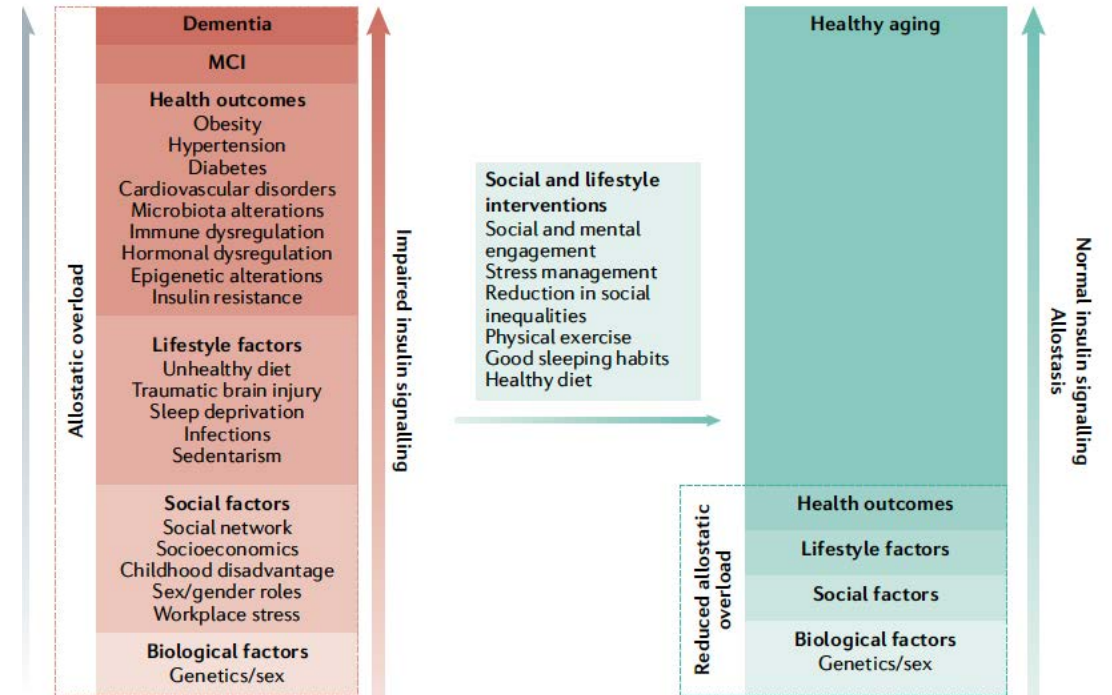 Dementia
MCI
Health outcomes
Obesity
Hypertension
Diabetes
Cardiovascular disorders
Microbiota alterations
Immune dysregulation
Hormonal dysregulation
Epigenetic alterations
Insulin resistance
Lifestyle factors
Unhealthy diet
Traumatic brain injury
Sleep deprivation
Infections
Sedentarism
Social factors
Social network
Socioeconomics
Childhood disadvantage
Sex/gender roles
Workplace stress
Biological factors
Genetics/sex
Allostatic overload
Impaired insulin signalling
Social and lifestyle
interventions
Social and mental
engagement
Stress management
Reduction in social
inequalities
Physical exercise
Good sleeping habits
Healthy diet
Healthy aging
Health outcomes
Lifestyle factors
Social factors
Biological factors
Genetics/sex
Reduced allostatic
overload
Normal insulin signalling
Allostasis